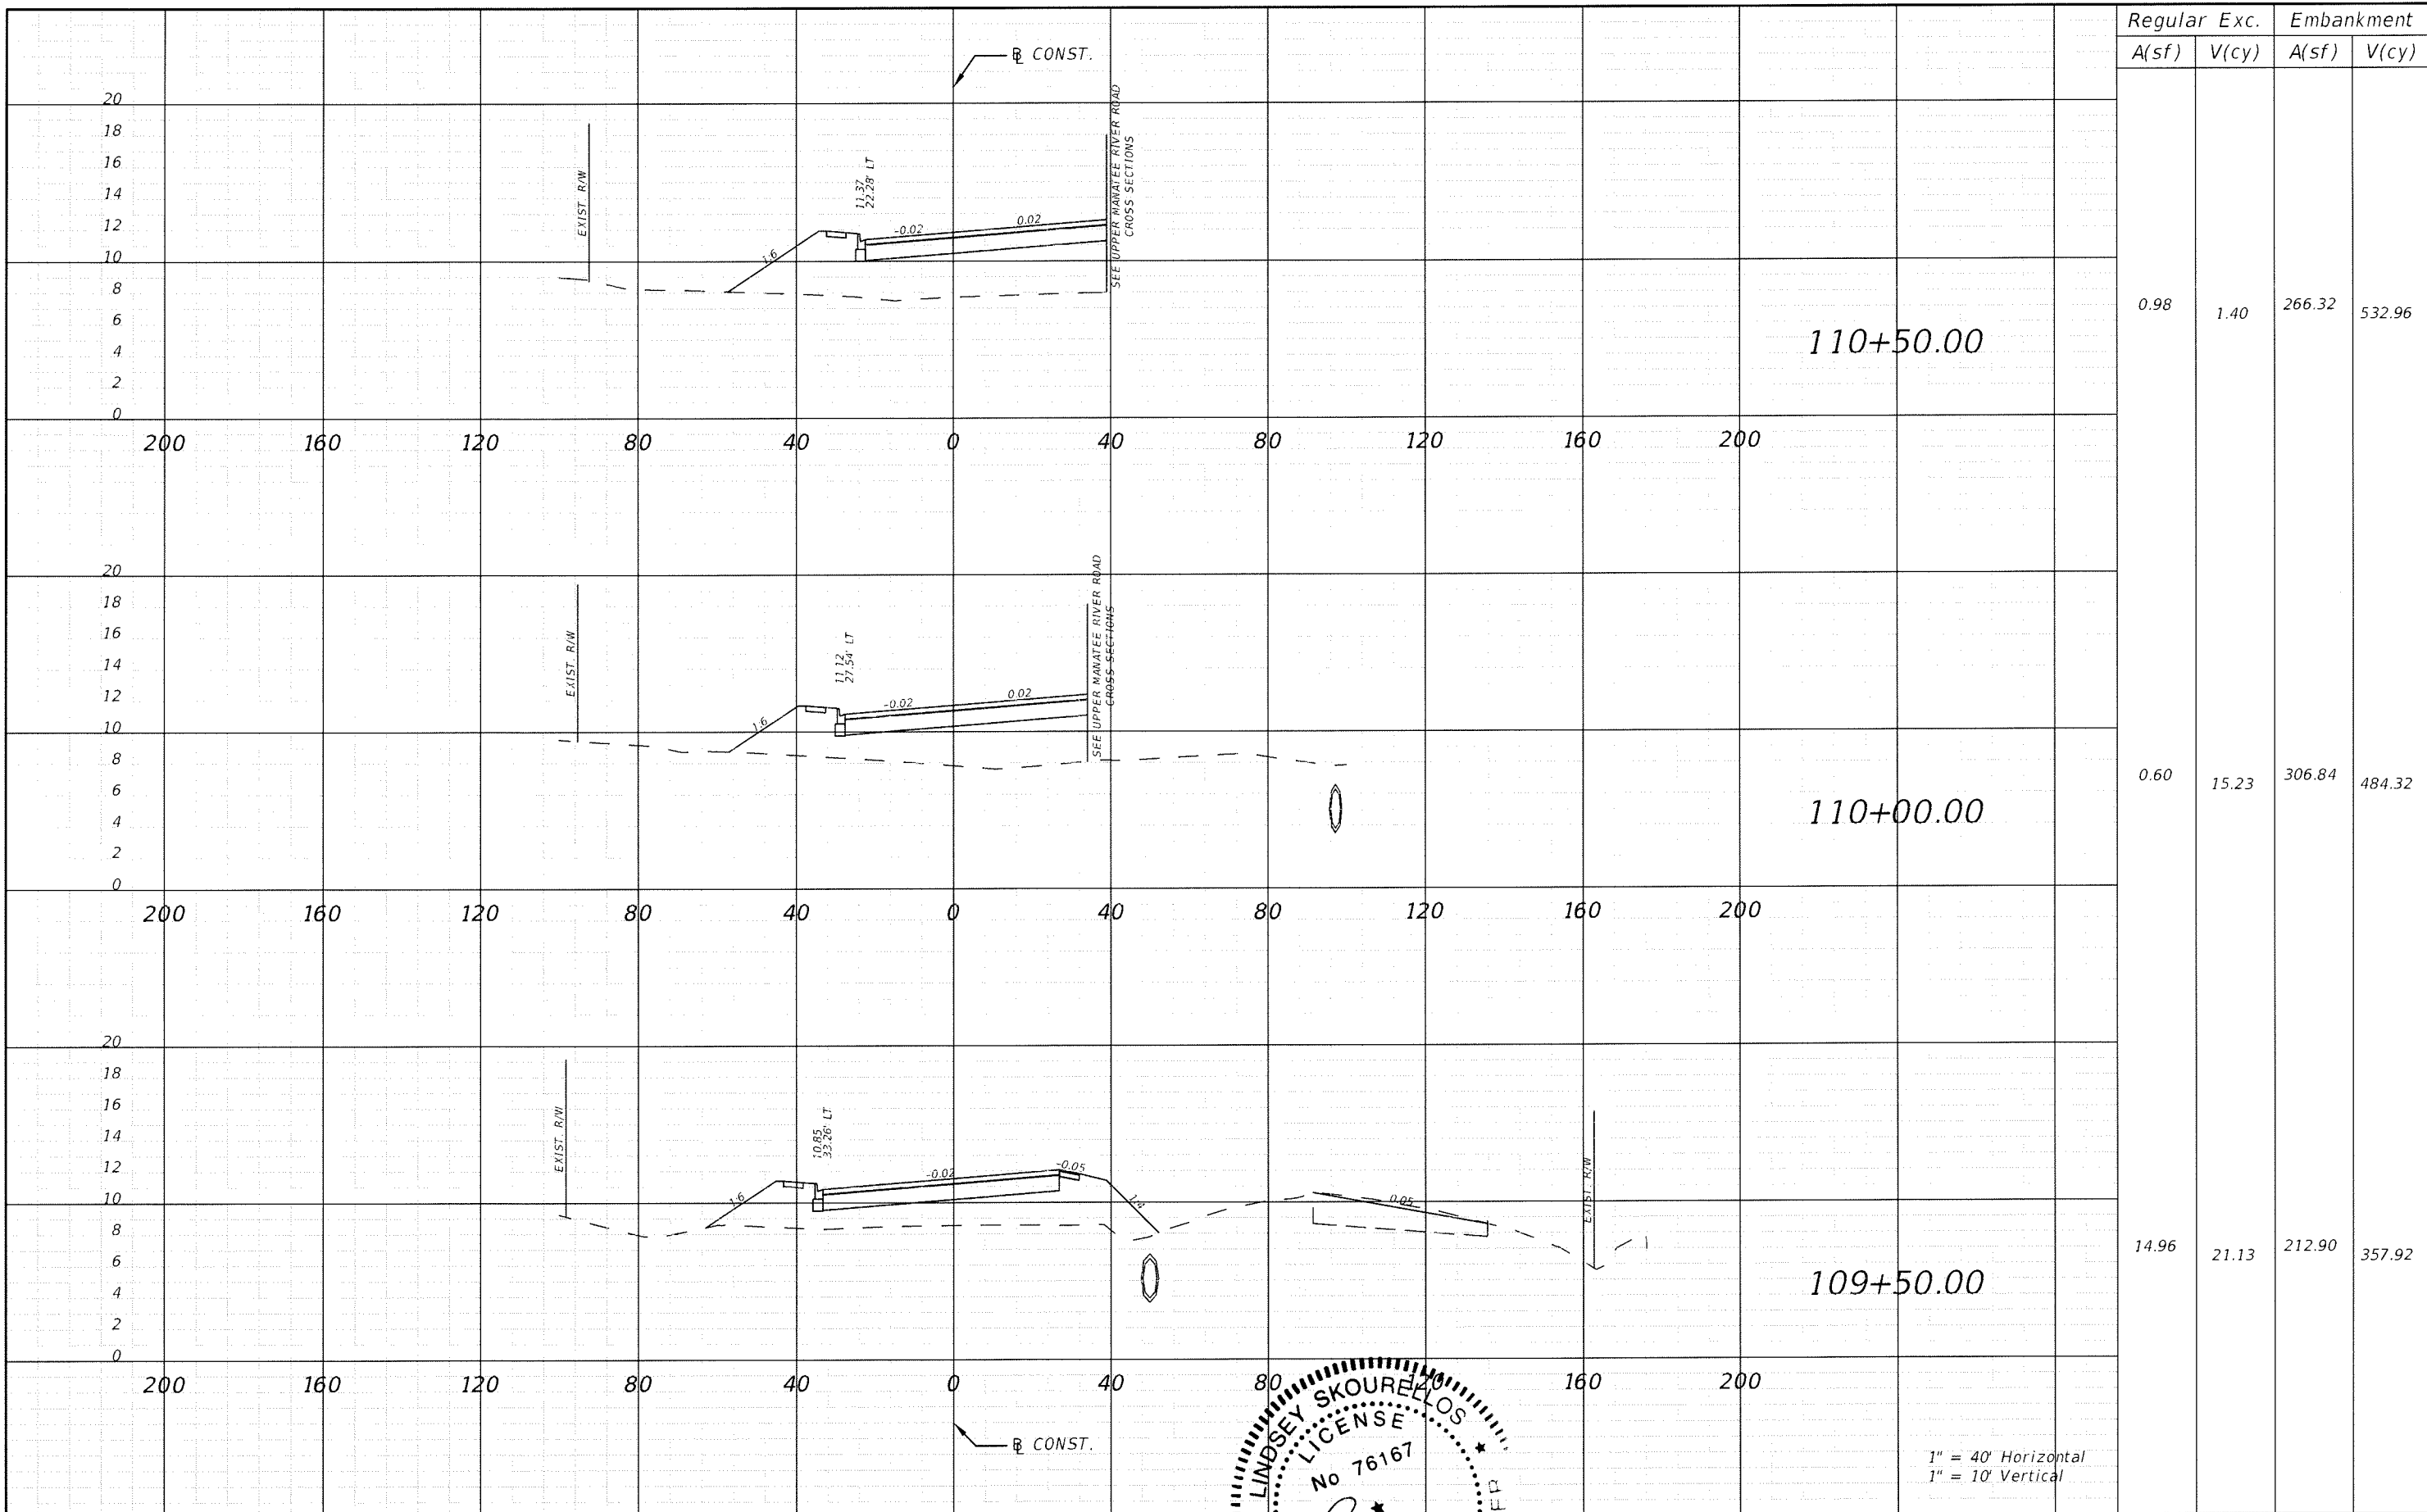 Regular Exc. Embankment
A(sf) V(cy) A(sf) V(cy)
℄ CONST.
20
18
16
14
12
10
8
6
4
2
0
EXIST. R/W
1:6
11.37
22.28' LT
-0.02
0.02
SEE UPPER MANATEE RIVER ROAD
CROSS SECTIONS
110+50.00
0.98 1.40 266.32 532.96
200 160 120 80 40 0 40 80 120 160 200
20
18
16
14
12
10
8
6
4
2
0
EXIST. R/W
1:6
11.12
27.54' LT
-0.02
0.02
SEE UPPER MANATEE RIVER ROAD
CROSS SECTIONS
110+00.00
0.60 15.23 306.84 484.32
200 160 120 80 40 0 40 80 120 160 200
20
18
16
14
12
10
8
6
4
2
0
EXIST. R/W
1:6
10.85
33.26' LT
-0.02
-0.05
0.05
EXIST. R/W
109+50.00
14.96 21.13 212.90 357.92
200 160 120 80 40 0 40 80 120 160 200
℄ CONST.
LINDSEY SKOURELLOS
LICENSE
No 76167
1" = 40' Horizontal
1" = 10' Vertical